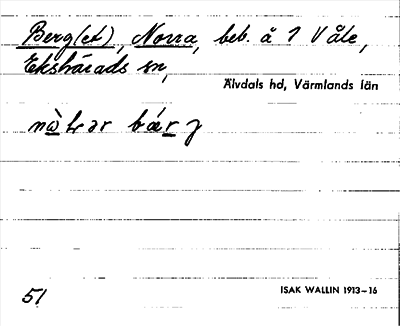 Berg(et), Norra, beb. å 1 Våle,
Ekshärads sn,
Älvdals hd, Värmlands län
51
ISAK WALLIN 1913–16